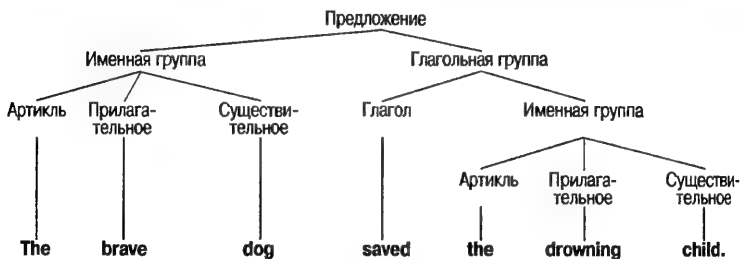 Предложение
Именная группа Глагольная группа
Артикль Прилага-
тельное Существи-
тельное Глагол Именная группа
Артикль Прилага-
тельное Существи-
тельное
The brave dog saved the drowning child.